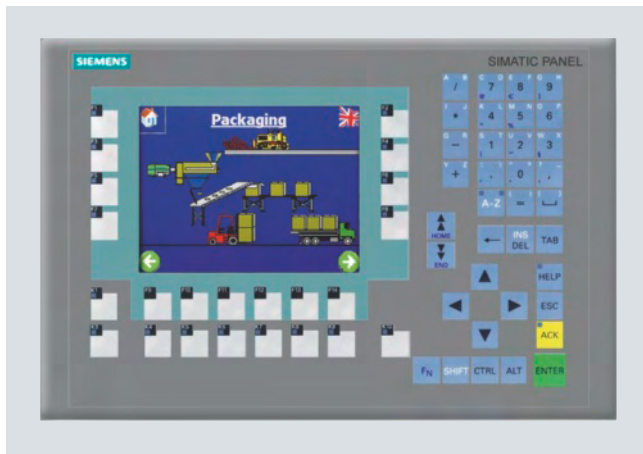 SIEMENS
SIMATIC PANEL
Packaging
A B
C D
E F
G H
/
7
8
9
€
I J
K L
M N
O P
*
4
5
6
%
Q R
S T
U V
W X
-
1
2
3
!
$
Y Z
+
.
0
,
A-Z
=
HOME
END
←
INS
DEL
TAB
HELP
ESC
ACK
FN
SHIFT
CTRL
ALT
ENTER